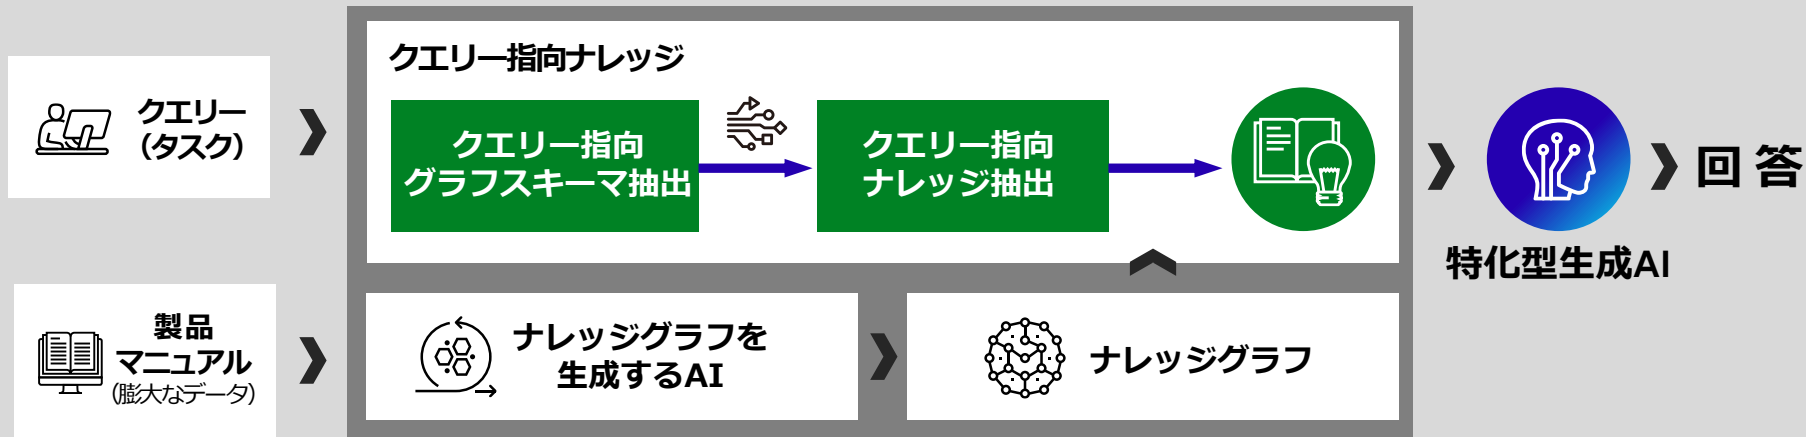 クエリー指向ナレッジ
クエリー
（タスク）
クエリー指向
グラフスキーマ抽出
クエリー指向
ナレッジ抽出
回 答
特化型生成AI
製品
マニュアル
（膨大なデータ）
ナレッジグラフを
生成するAI
ナレッジグラフ